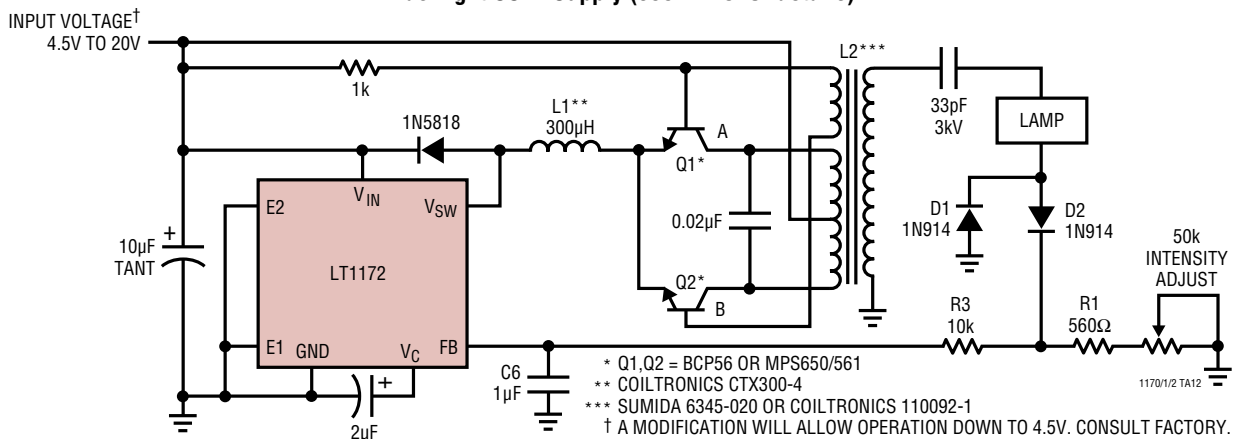 INPUT VOLTAGE†
4.5V TO 20V
1k
L2***
L1**
300µH
1N5818
A
Q1*
33pF
3kV
LAMP
E2
VIN
VSW
0.02µF
D1
1N914
D2
1N914
10µF
TANT
LT1172
50k
INTENSITY
ADJUST
Q2*
B
R3
10k
R1
560Ω
E1
GND
VC
FB
C6
1µF
2µF
* Q1,Q2 = BCP56 OR MPS650/561
** COILTRONICS CTX300-4
*** SUMIDA 6345-020 OR COILTRONICS 110092-1
† A MODIFICATION WILL ALLOW OPERATION DOWN TO 4.5V. CONSULT FACTORY.
1170/1/2 TA12